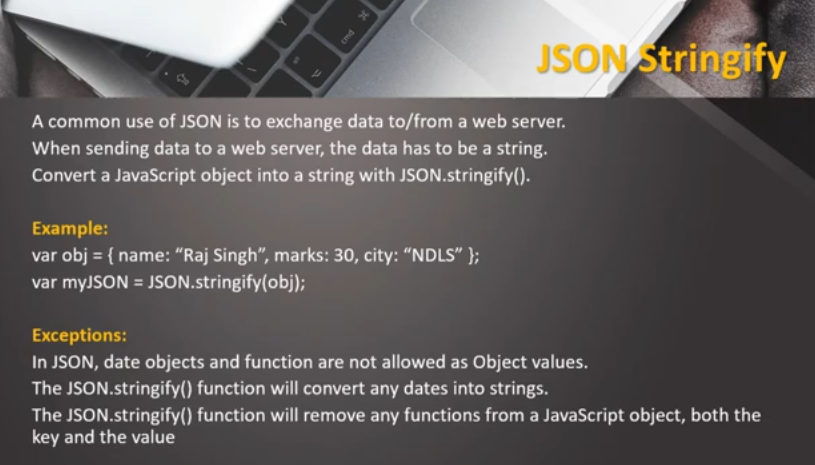 JSON Stringify
A common use of JSON is to exchange data to/from a web server.
When sending data to a web server, the data has to be a string.
Convert a JavaScript object into a string with JSON.stringify().
Example:
var obj = { name: “Raj Singh”, marks: 30, city: “NDLS” };
var myJSON = JSON.stringify(obj);
Exceptions:
In JSON, date objects and function are not allowed as Object values.
The JSON.stringify() function will convert any dates into strings.
The JSON.stringify() function will remove any functions from a JavaScript object, both the
key and the value